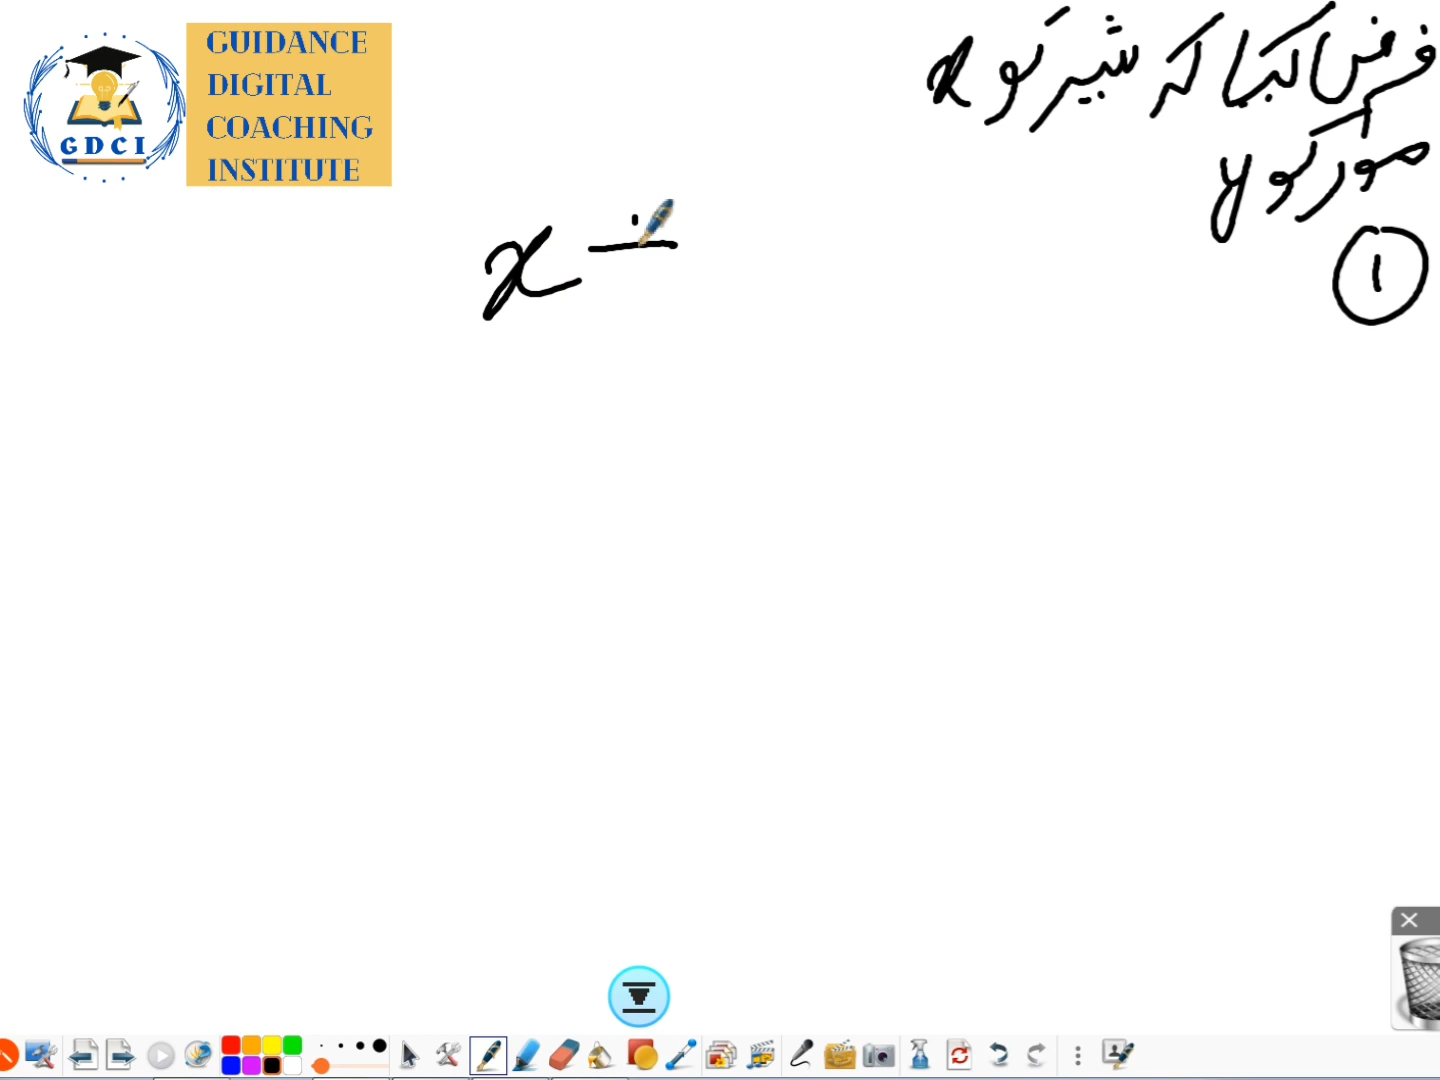 GUIDANCE
DIGITAL
COACHING
INSTITUTE
GDCI
فرض کیا کہ شیر کو x
مور کو y
①
x